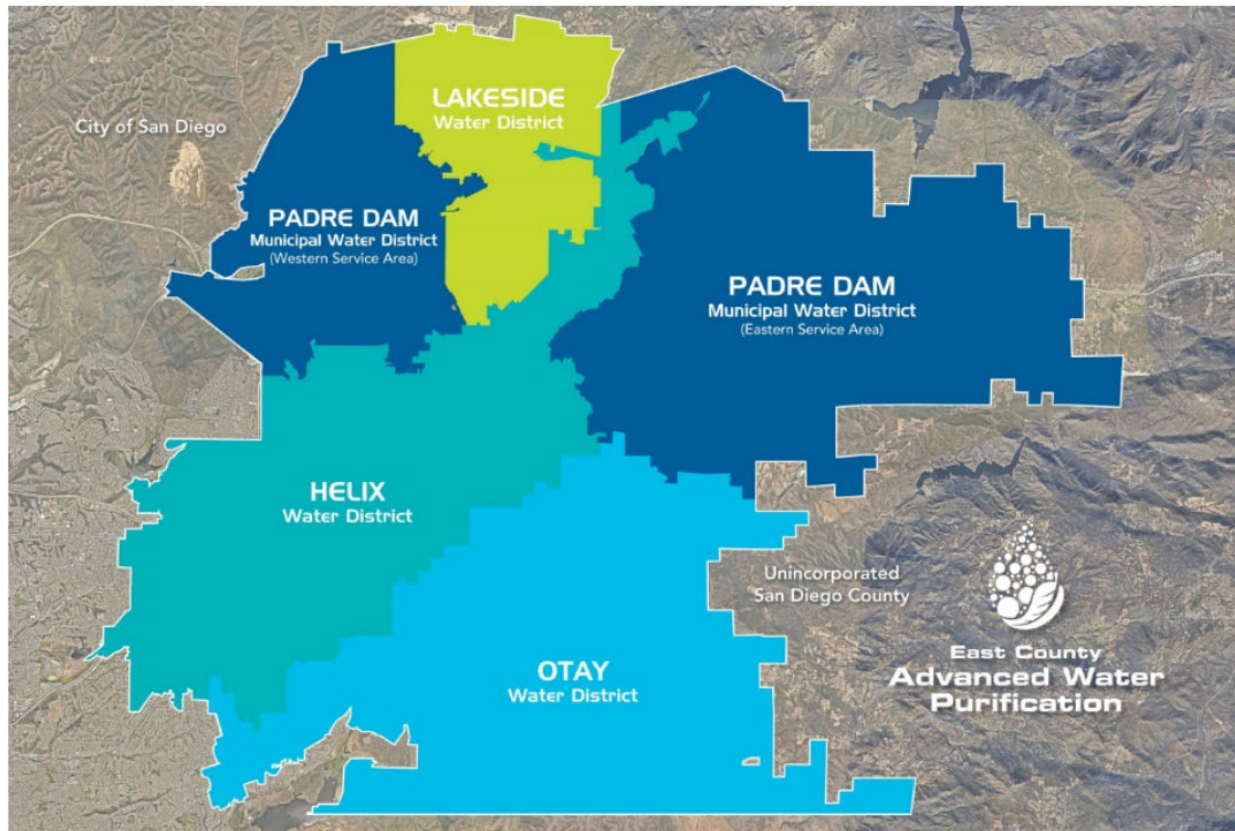 LAKESIDE
Water District
City of San Diego
PADRE DAM
Municipal Water District
(Western Service Area)
PADRE DAM
Municipal Water District
(Eastern Service Area)
HELIX
Water District
Unincorporated
San Diego County
East County
Advanced Water
Purification
OTAY
Water District